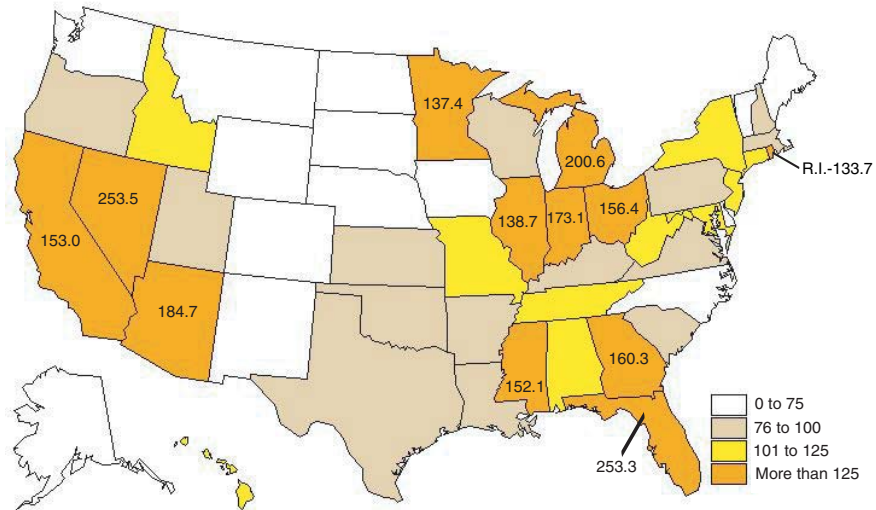 137.4
200.6
R.I.-133.7
253.5
138.7
173.1
156.4
153.0
184.7
160.3
152.1
253.3
0 to 75
76 to 100
101 to 125
More than 125